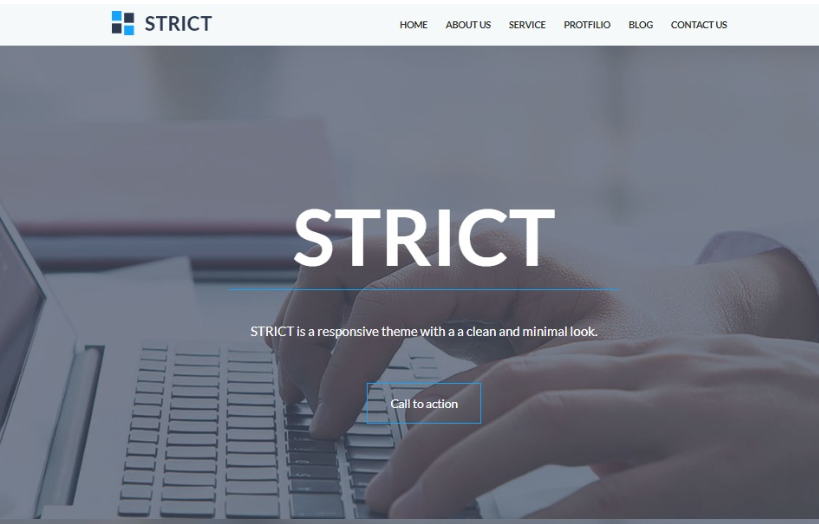 STRICT
HOME ABOUT US SERVICE PROTFILIO BLOG CONTACT US
STRICT
STRICT is a responsive theme with a a clean and minimal look.
Call to action